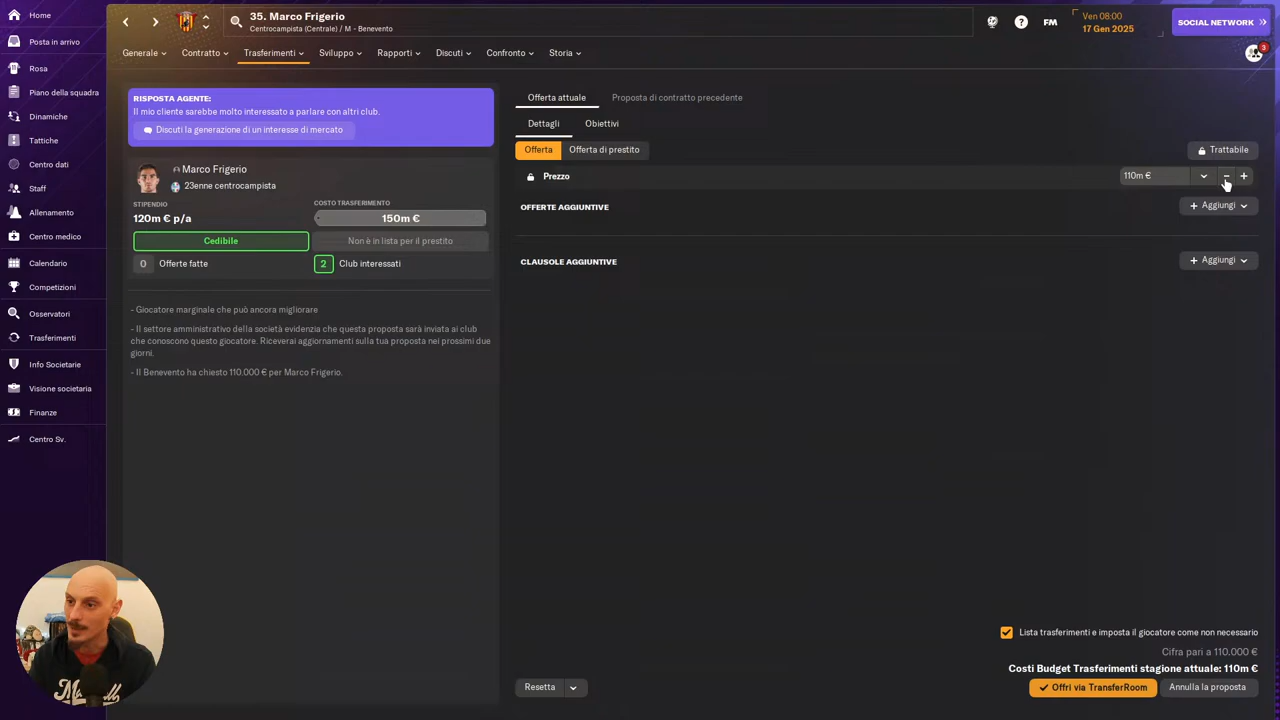 Home
Posta in arrivo
Rosa
Piano della squadra
Dinamiche
Tattiche
Centro dati
Staff
Allenamento
Centro medico
Calendario
Competizioni
Osservatori
Trasferimenti
Info Societarie
Visione societaria
Finanze
Centro Sv.
35. Marco Frigerio
Centrocampista (Centrale) / M - Benevento
FM
Ven 08:00
17 Gen 2025
SOCIAL NETWORK
3
Generale
Contratto
Trasferimenti
Sviluppo
Rapporti
Discuti
Confronto
Storia
RISPOSTA AGENTE:
Il mio cliente sarebbe molto interessato a parlare con altri club.
Discuti la generazione di un interesse di mercato
Marco Frigerio
23enne centrocampista
STIPENDIO
120m € p/a
COSTO TRASFERIMENTO
150m €
Cedibile
Non è in lista per il prestito
0 Offerte fatte
2 Club interessati
- Giocatore marginale che può ancora migliorare
- Il settore amministrativo della società evidenzia che questa proposta sarà inviata ai club
che conoscono questo giocatore. Riceverai aggiornamenti sulla tua proposta nei prossimi due
giorni.
- Il Benevento ha chiesto 110.000 € per Marco Frigerio.
Offerta attuale
Proposta di contratto precedente
Dettagli
Obiettivi
Offerta
Offerta di prestito
Trattabile
Prezzo
110m €
- +
OFFERTE AGGIUNTIVE
+ Aggiungi
CLAUSOLE AGGIUNTIVE
+ Aggiungi
Lista trasferimenti e imposta il giocatore come non necessario
Cifra pari a 110.000 €
Costi Budget Trasferimenti stagione attuale: 110m €
Resetta
Offri via TransferRoom
Annulla la proposta